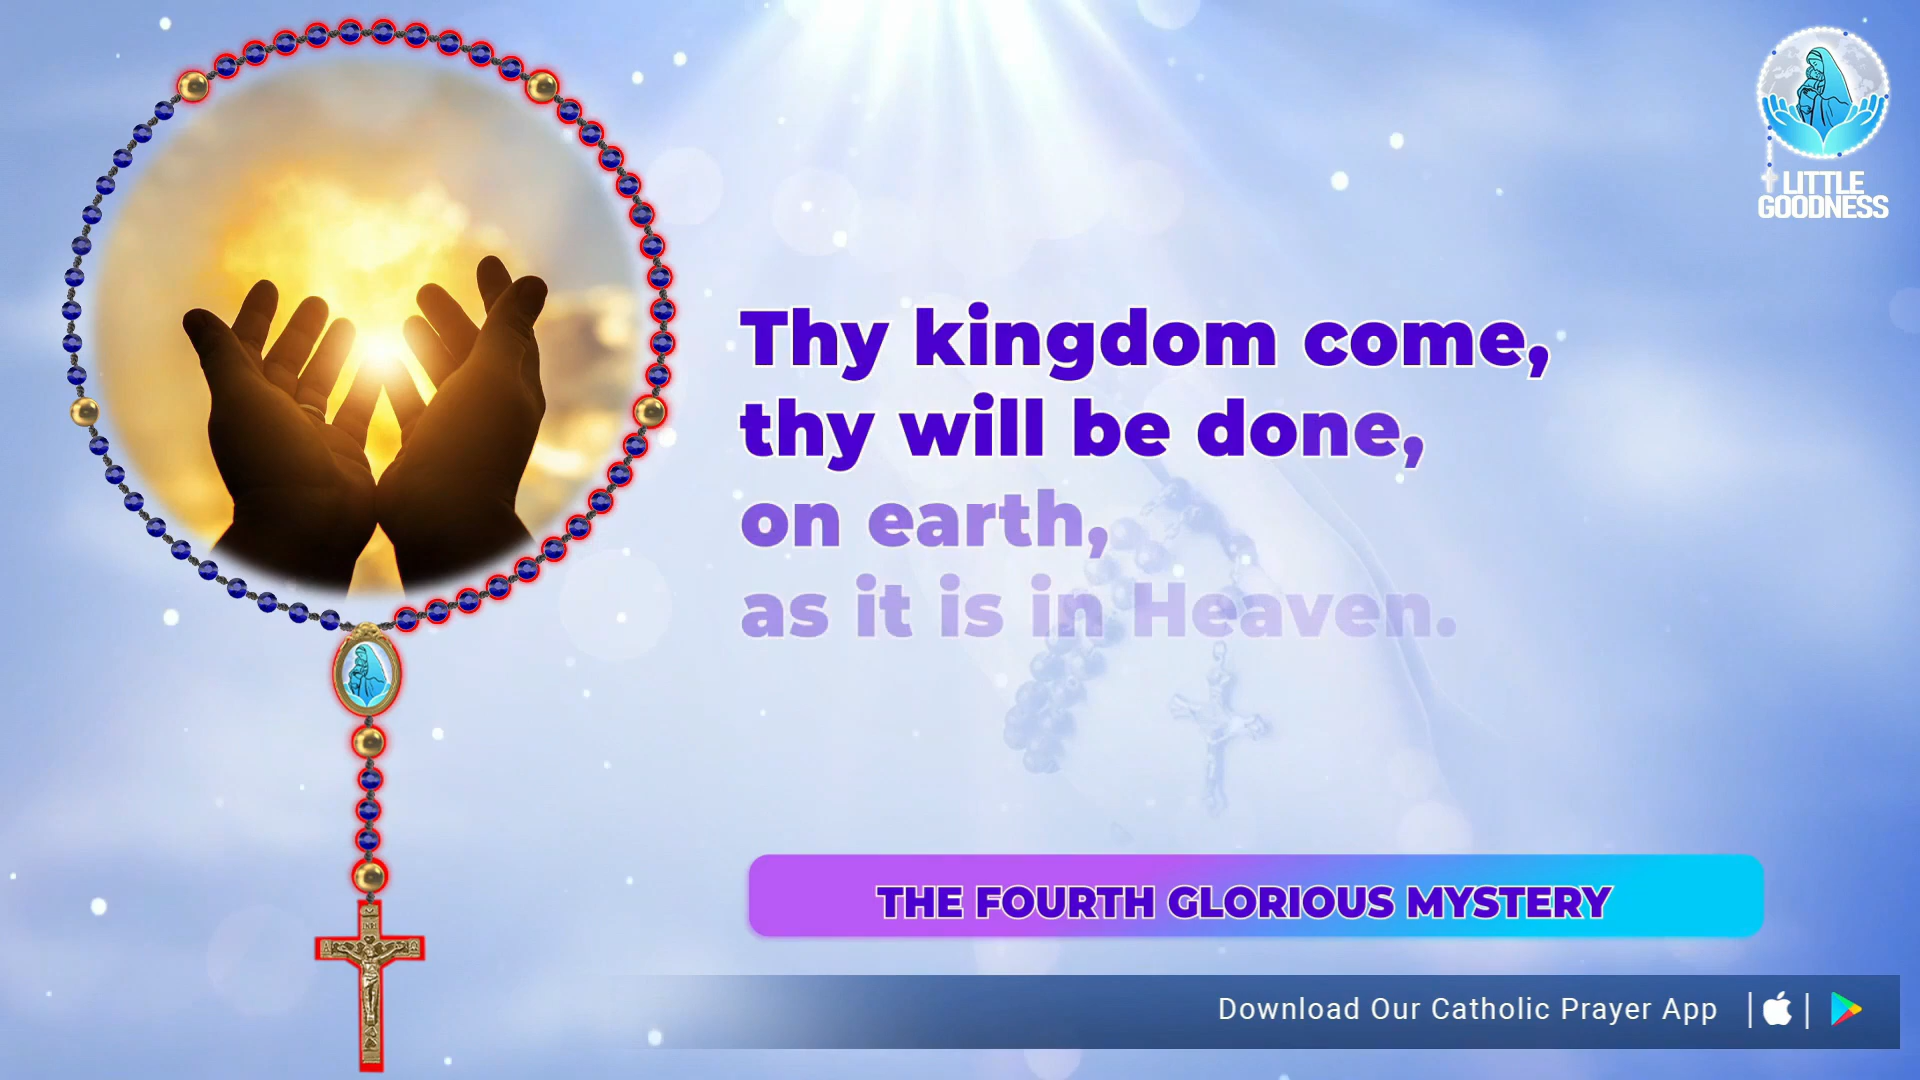 LITTLE
GOODNESS
Thy kingdom come,
thy will be done,
on earth,
as it is in Heaven.
THE FOURTH GLORIOUS MYSTERY
Download Our Catholic Prayer App